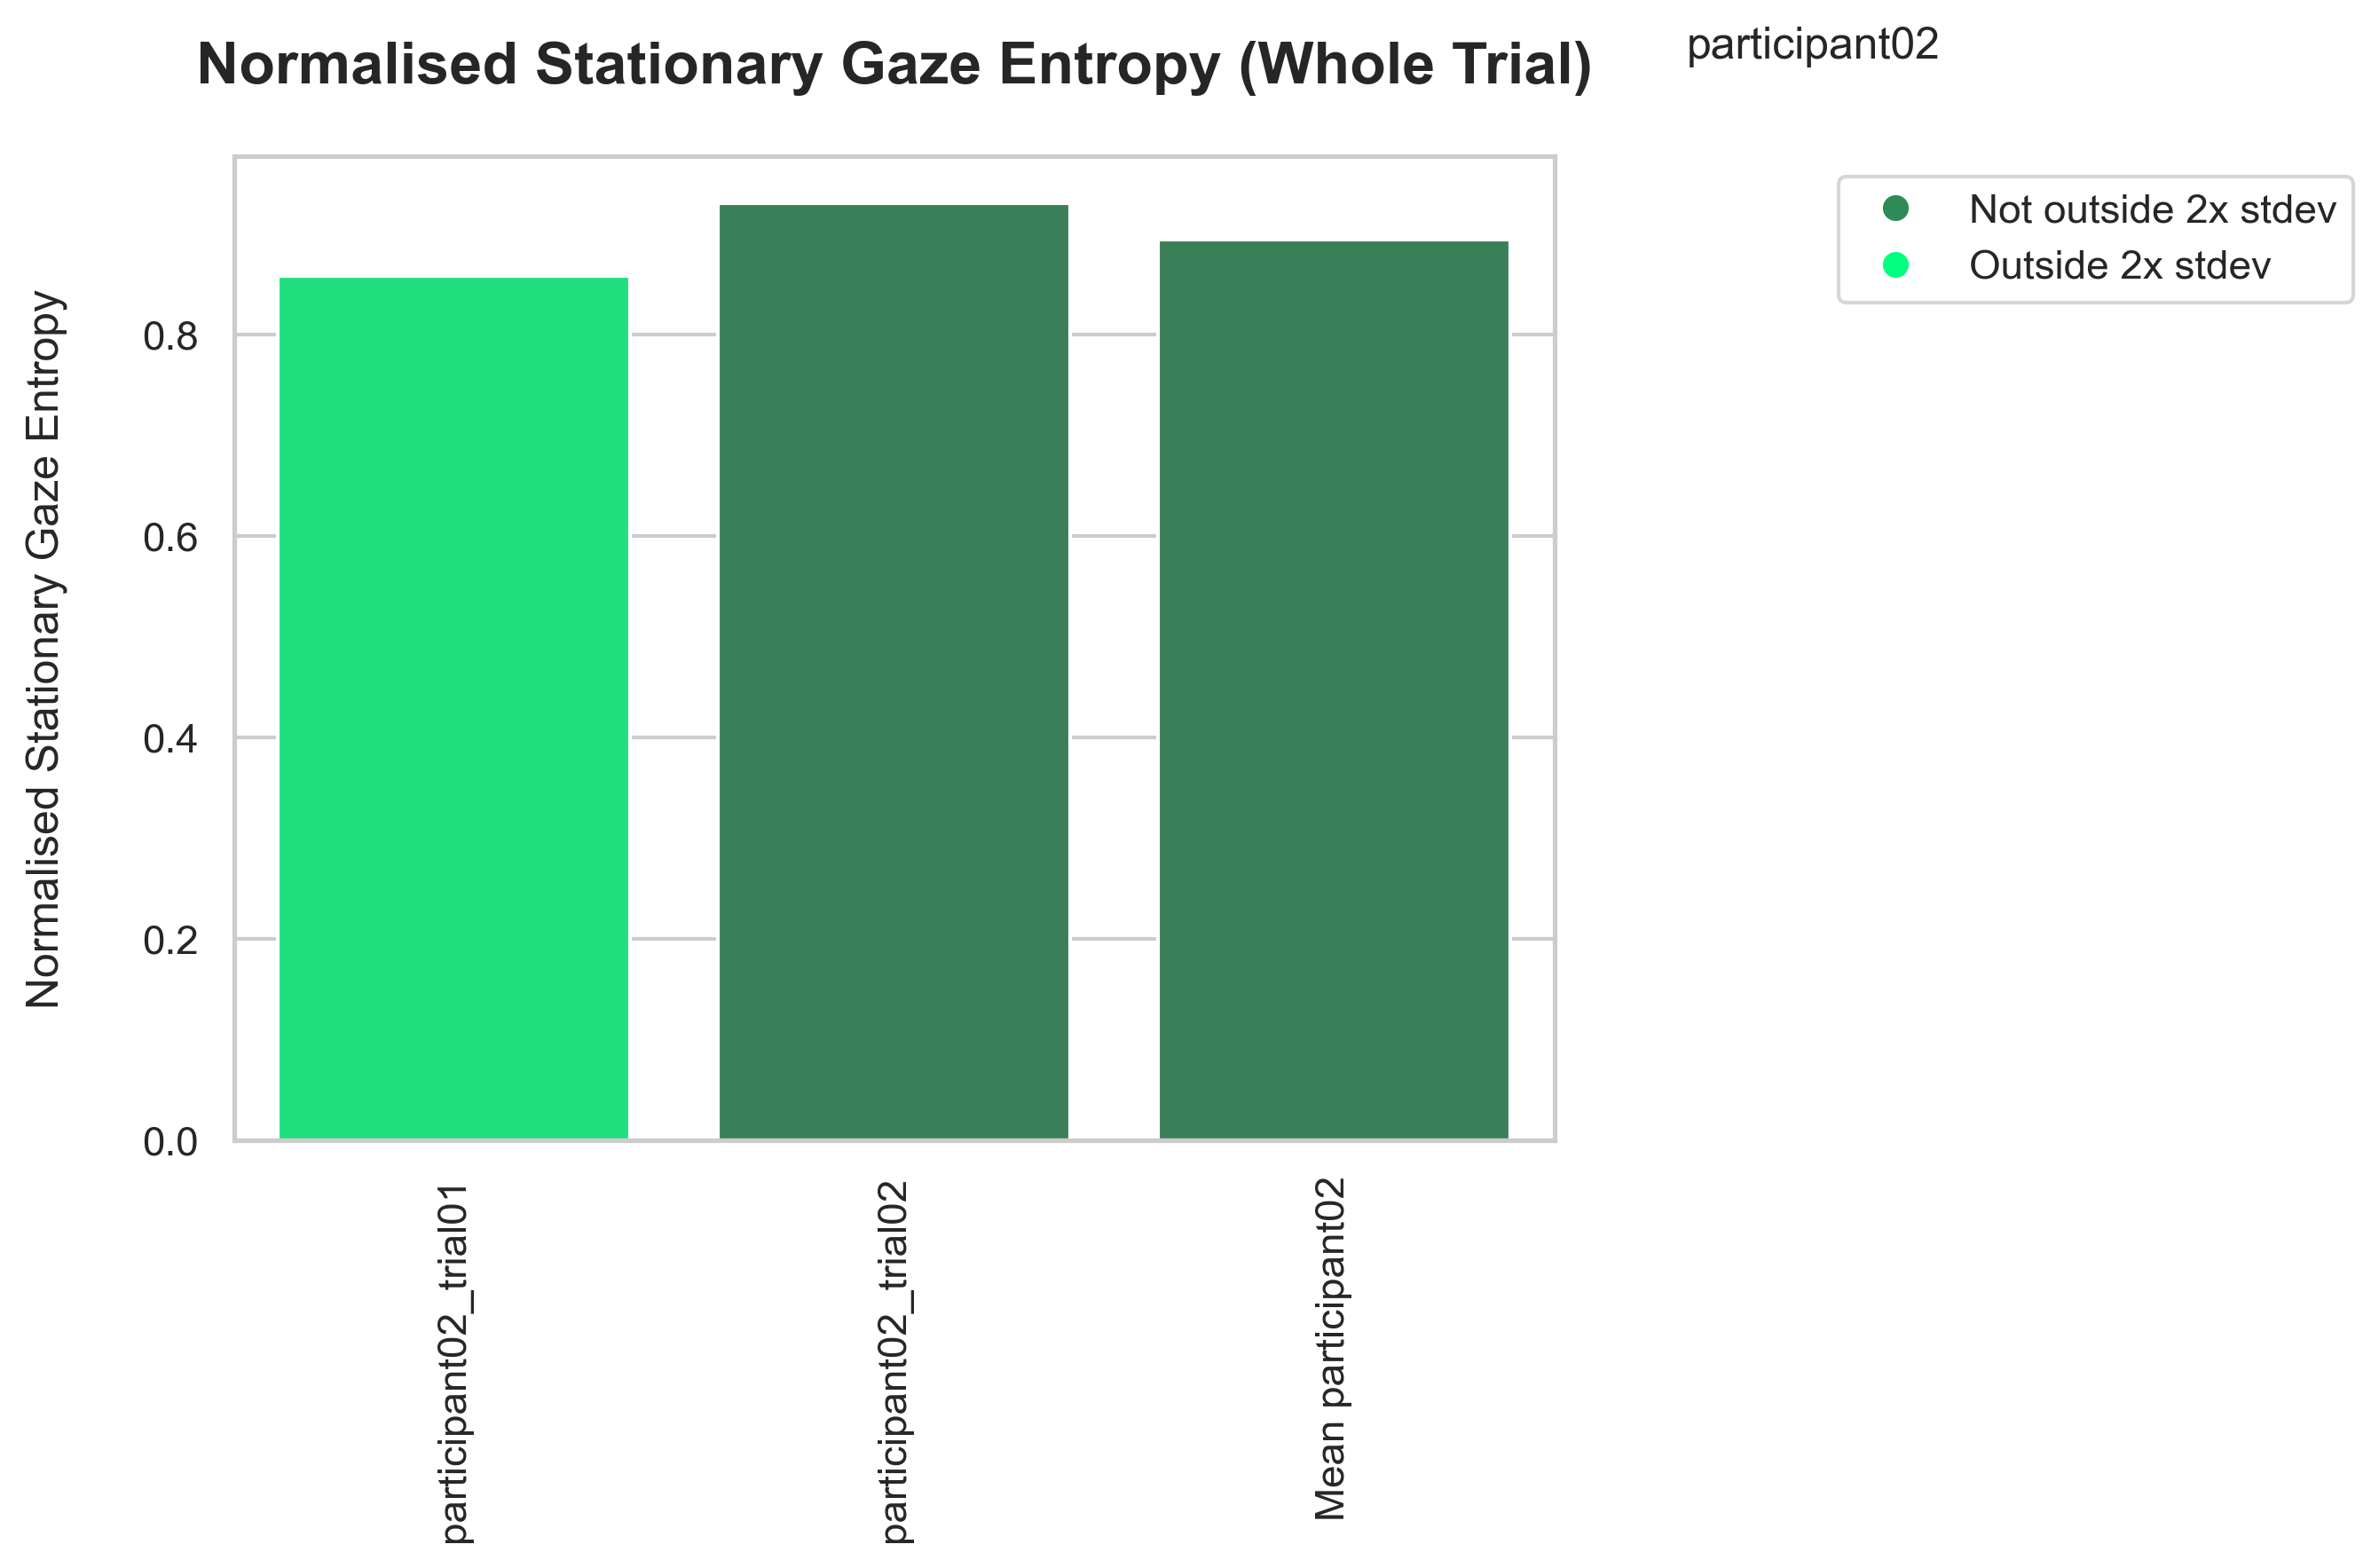 Normalised Stationary Gaze Entropy (Whole Trial)
participant02
Not outside 2x stdev
Outside 2x stdev
Normalised Stationary Gaze Entropy
0.8
0.6
0.4
0.2
0.0
participant02_trial01
participant02_trial02
Mean participant02